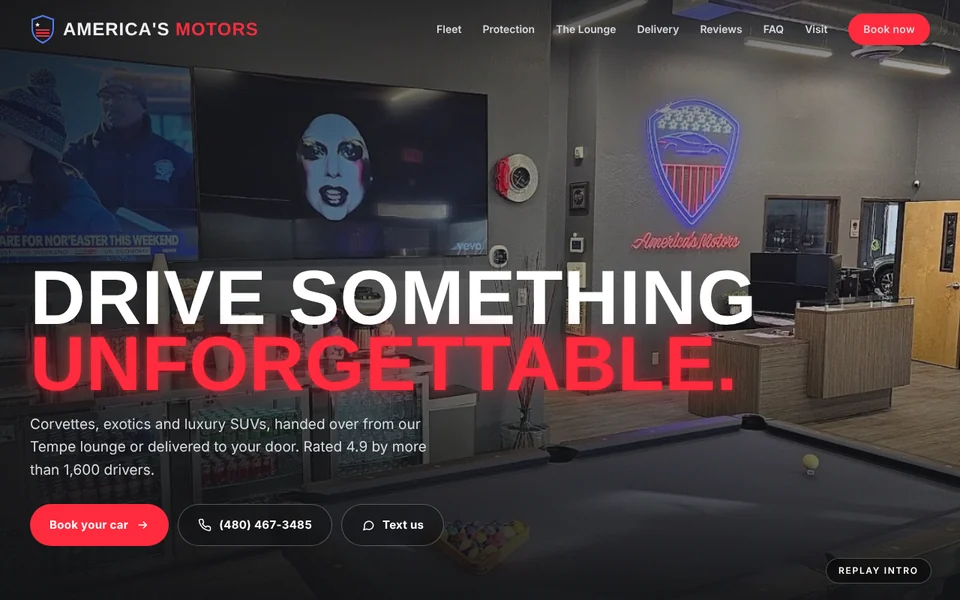 AMERICA'S MOTORS
Fleet Protection The Lounge Delivery Reviews FAQ Visit Book now
ARE FOR NOR'EASTER THIS WEEKEND
vevo
America's Motors
DRIVE SOMETHING
UNFORGETTABLE.
Corvettes, exotics and luxury SUVs, handed over from our
Tempe lounge or delivered to your door. Rated 4.9 by more
than 1,600 drivers.
Book your car → (480) 467-3485 Text us
REPLAY INTRO